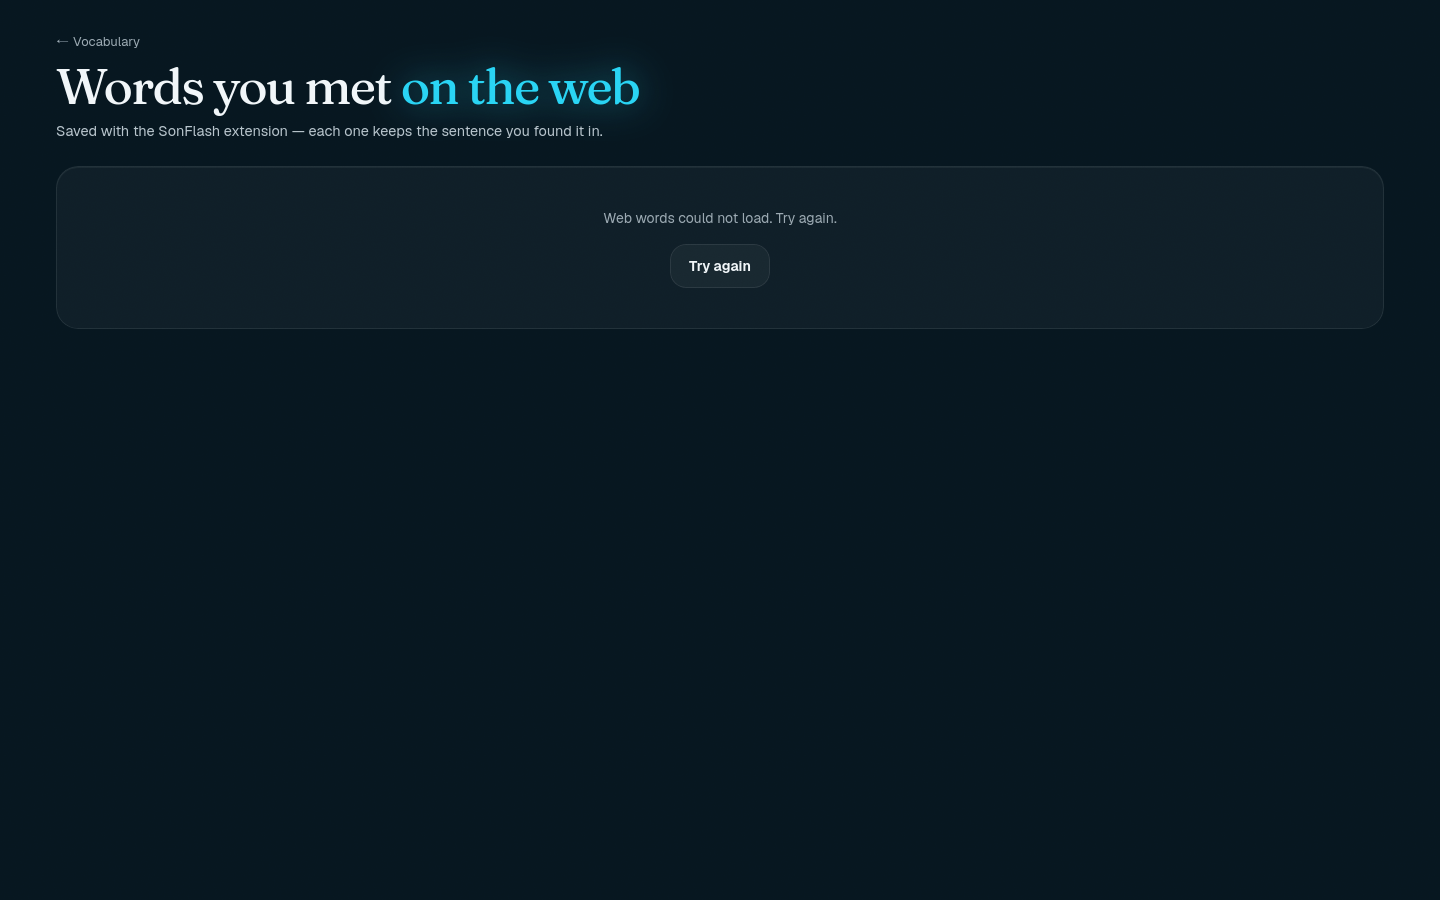 ← Vocabulary
Words you met on the web
Saved with the SonFlash extension — each one keeps the sentence you found it in.
Web words could not load. Try again.
Try again